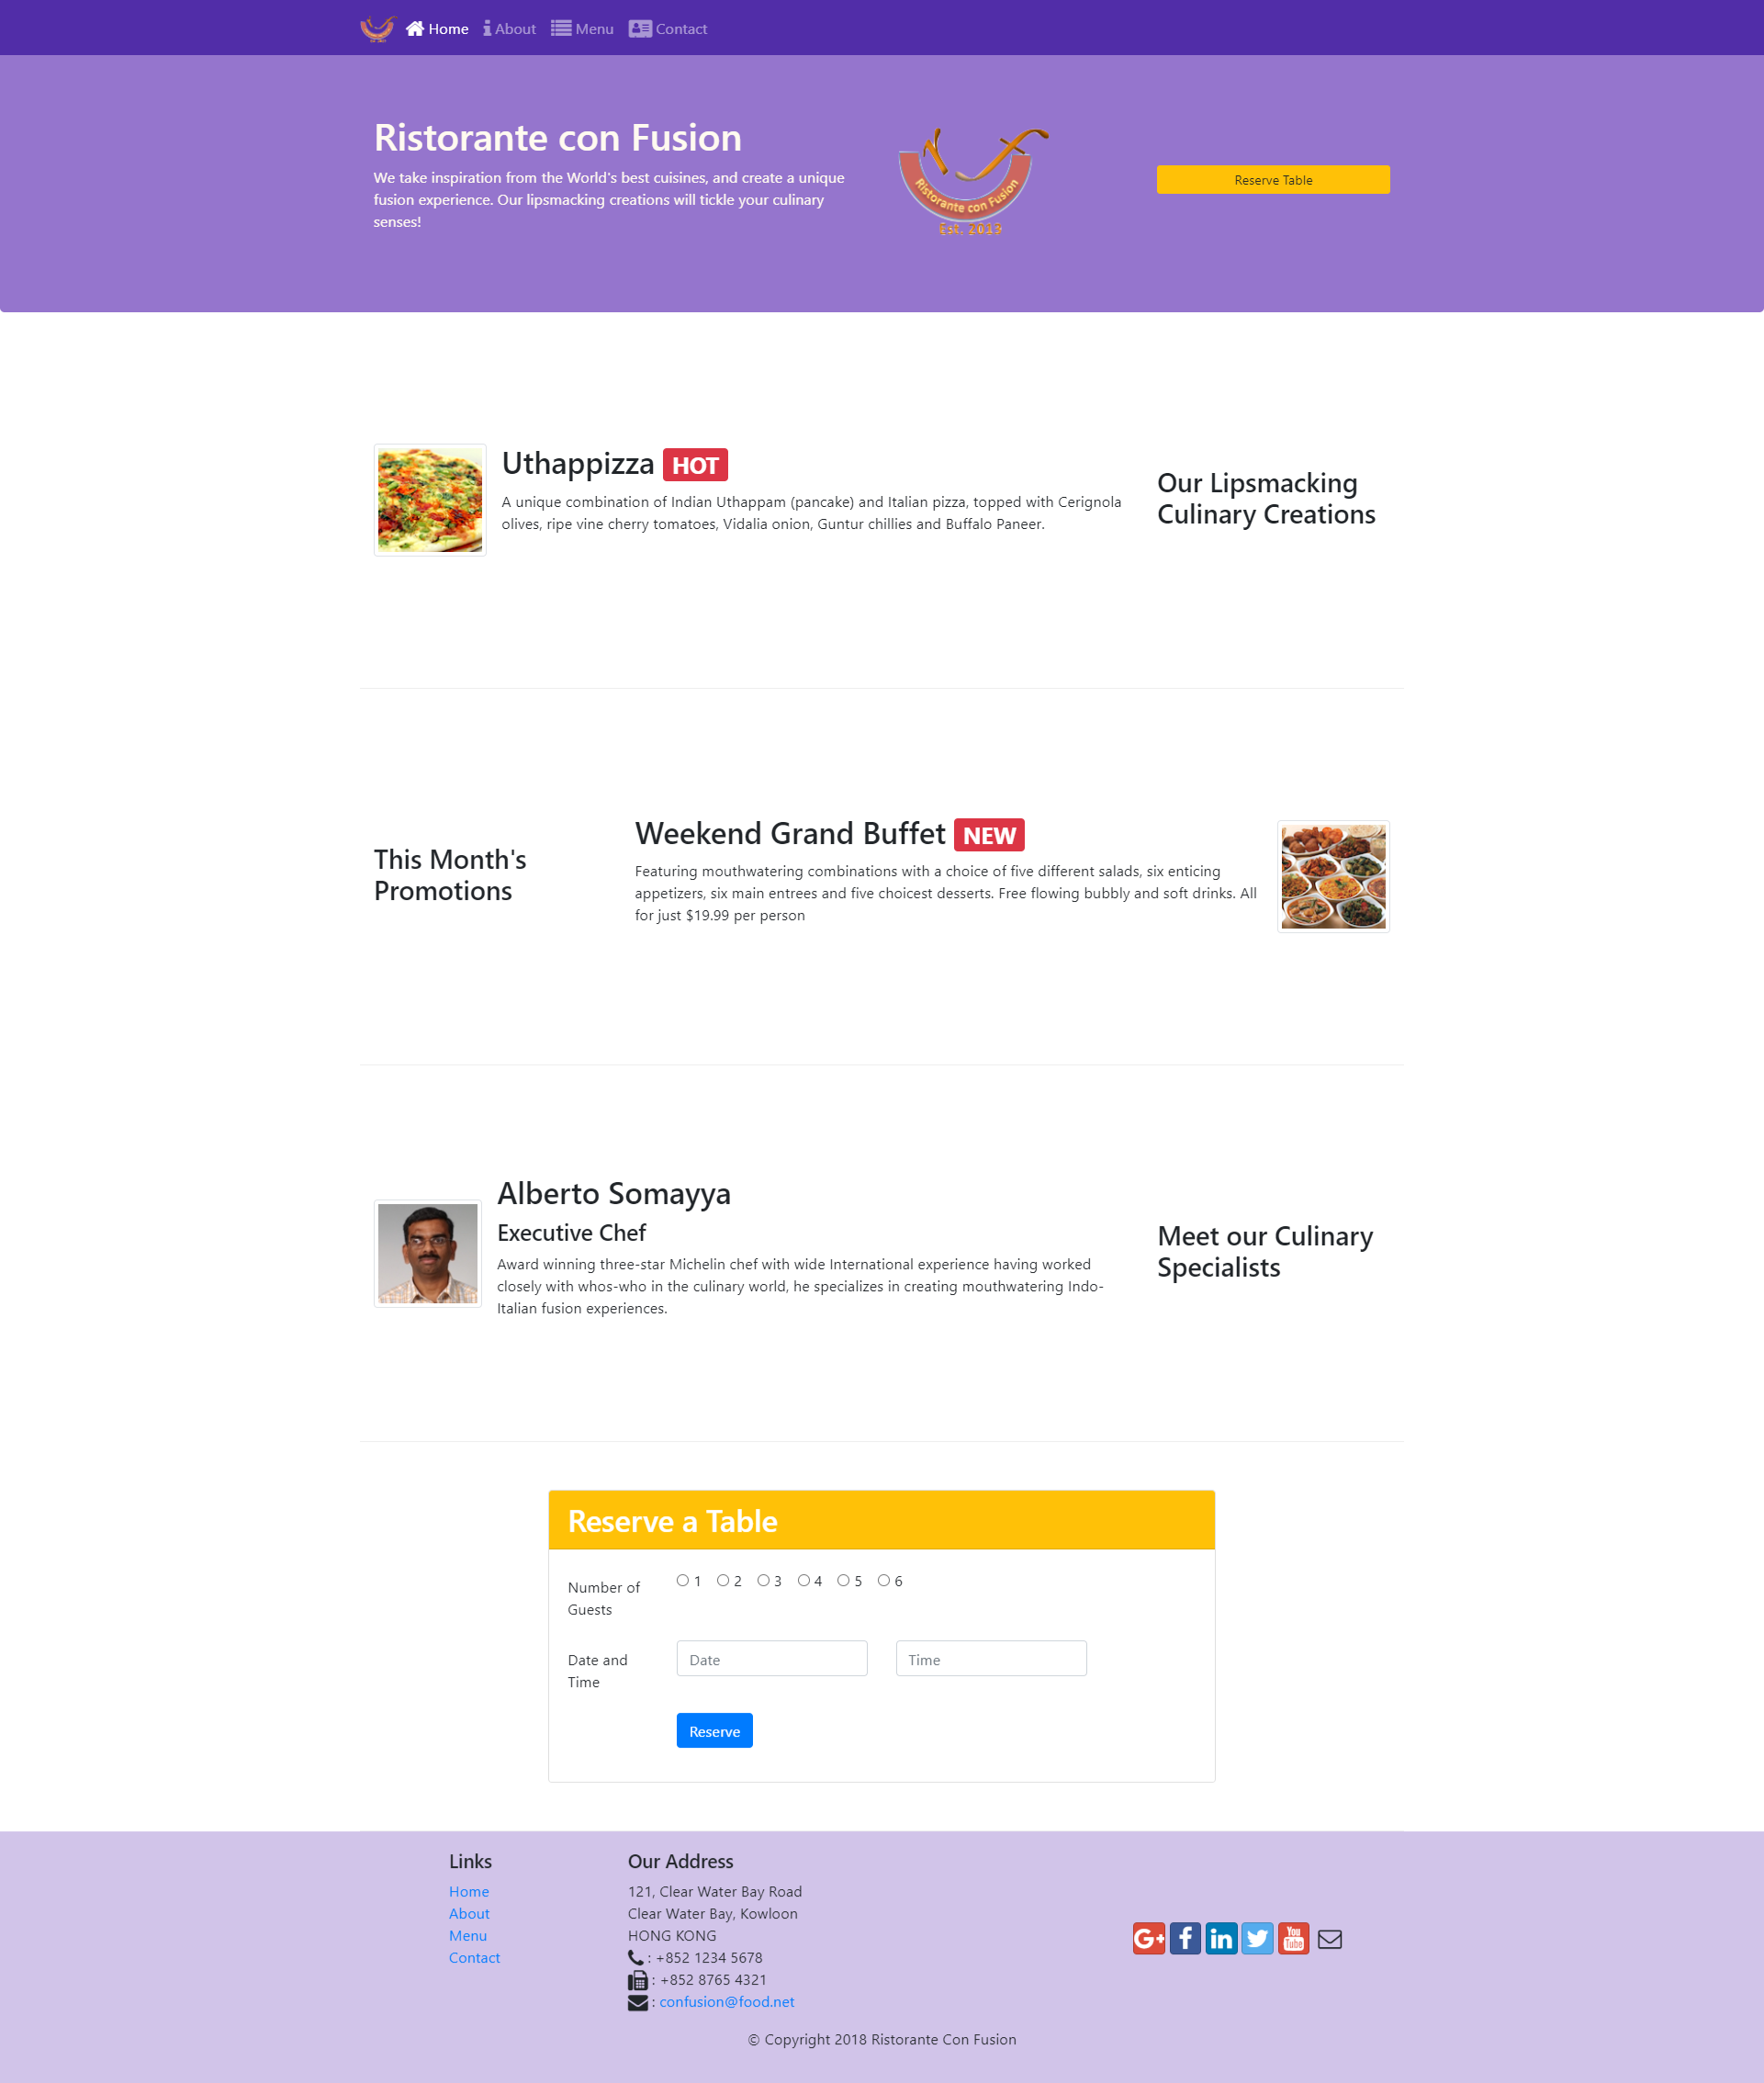 Home About Menu Contact
Ristorante con Fusion
We take inspiration from the World's best cuisines, and create a unique
fusion experience. Our lipsmacking creations will tickle your culinary
senses!
Ristorante con Fusion
Est. 2013
Reserve Table
Uthappizza HOT
A unique combination of Indian Uthappam (pancake) and Italian pizza, topped with Cerignola
olives, ripe vine cherry tomatoes, Vidalia onion, Guntur chillies and Buffalo Paneer.
Our Lipsmacking
Culinary Creations
This Month's
Promotions
Weekend Grand Buffet NEW
Featuring mouthwatering combinations with a choice of five different salads, six enticing
appetizers, six main entrees and five choicest desserts. Free flowing bubbly and soft drinks. All
for just $19.99 per person
Alberto Somayya
Executive Chef
Award winning three-star Michelin chef with wide International experience having worked
closely with whos-who in the culinary world, he specializes in creating mouthwatering Indo-
Italian fusion experiences.
Meet our Culinary
Specialists
Reserve a Table
Number of
Guests
1 2 3 4 5 6
Date and
Time
Date
Time
Reserve
Links
Home
About
Menu
Contact
Our Address
121, Clear Water Bay Road
Clear Water Bay, Kowloon
HONG KONG
: +852 1234 5678
: +852 8765 4321
: confusion@food.net
G+ f in You Tube
© Copyright 2018 Ristorante Con Fusion